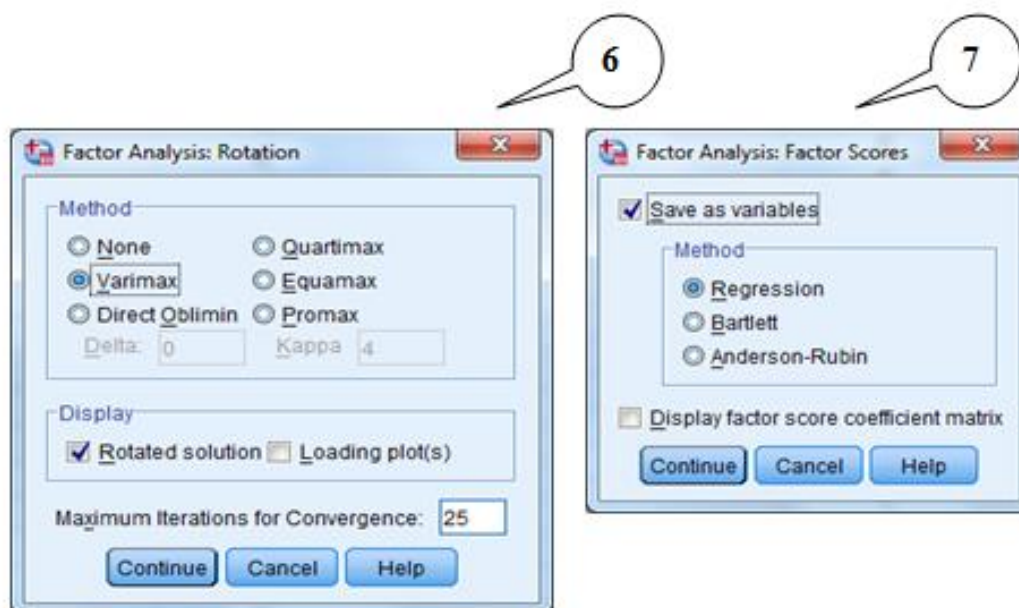 6
7
Factor Analysis: Rotation
Method
None
Quartimax
Varimax
Equamax
Direct Oblimin
Promax
Delta: 0
Kappa 4
Display
Rotated solution
Loading plot(s)
Maximum Iterations for Convergence: 25
Continue
Cancel
Help
Factor Analysis: Factor Scores
Save as variables
Method
Regression
Bartlett
Anderson-Rubin
Display factor score coefficient matrix
Continue
Cancel
Help